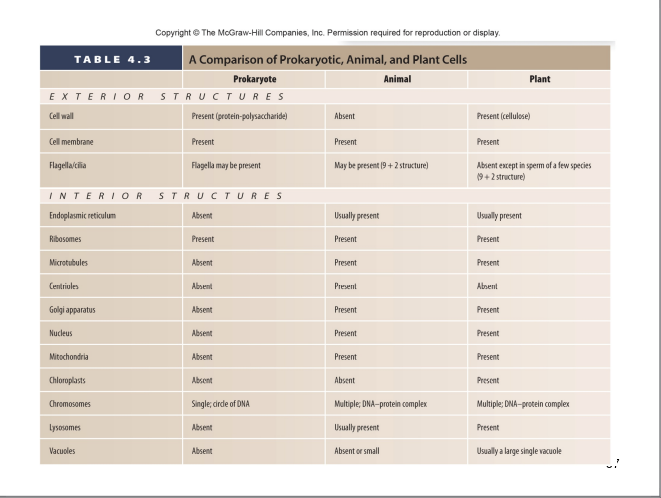 Copyright © The McGraw-Hill Companies, Inc. Permission required for reproduction or display.
TABLE 4.3 A Comparison of Prokaryotic, Animal, and Plant Cells
Prokaryote Animal Plant
EXTERIOR STRUCTURES
Cell wall Present (protein-polysaccharide) Absent Present (cellulose)
Cell membrane Present Present Present
Flagella/cilia Flagella may be present May be present (9 + 2 structure) Absent except in sperm of a few species
(9 + 2 structure)
INTERIOR STRUCTURES
Endoplasmic reticulum Absent Usually present Usually present
Ribosomes Present Present Present
Microtubules Absent Present Present
Centrioles Absent Present Absent
Golgi apparatus Absent Present Present
Nucleus Absent Present Present
Mitochondria Absent Present Present
Chloroplasts Absent Absent Present
Chromosomes Single; circle of DNA Multiple; DNA–protein complex Multiple; DNA–protein complex
Lysosomes Absent Usually present Present
Vacuoles Absent Absent or small Usually a large single vacuole